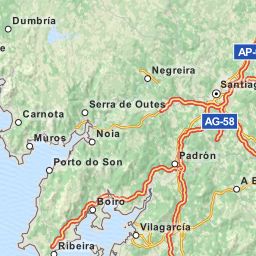 Dumbría
AP-
Negreira
Santiag
Serra de Outes
Carnota
AG-58
Muros
Noia
Padrón
Porto do Son
A E
Boiro
Vilagarcía
Ribeira